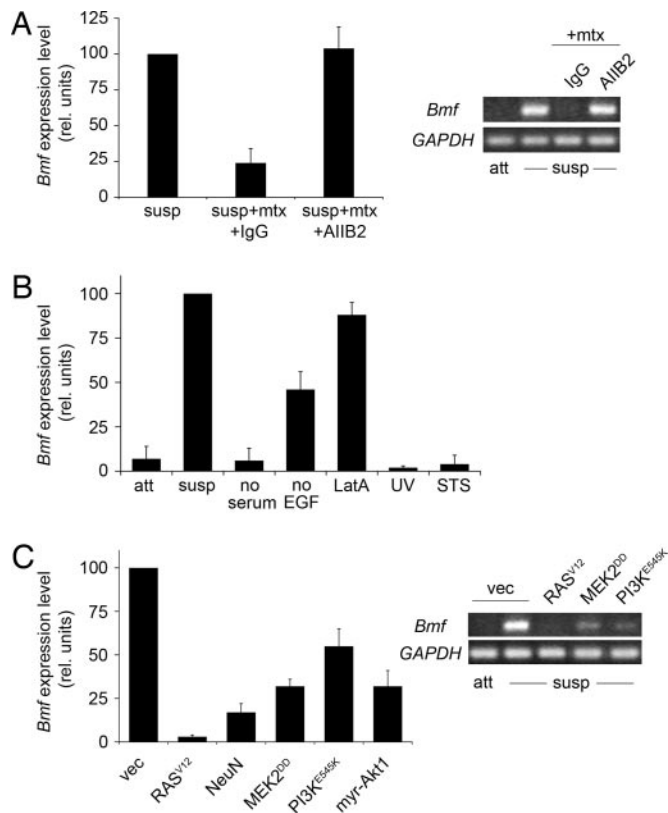 A
Bmf expression level
(rel. units)
125
100
75
50
25
0
susp
susp+mtx
+IgG
susp+mtx
+AIIB2
+mtx
IgG
AIIB2
Bmf
GAPDH
att
susp
B
Bmf expression level
(rel. units)
100
75
50
25
0
att
susp
no
serum
no
EGF
LatA
UV
STS
C
Bmf expression level
(rel. units)
100
75
50
25
0
vec
RASV12
NeuN
MEK2DD
PI3KE545K
myr-Akt1
vec
RASV12
MEK2DD
PI3KE545K
Bmf
GAPDH
att
susp